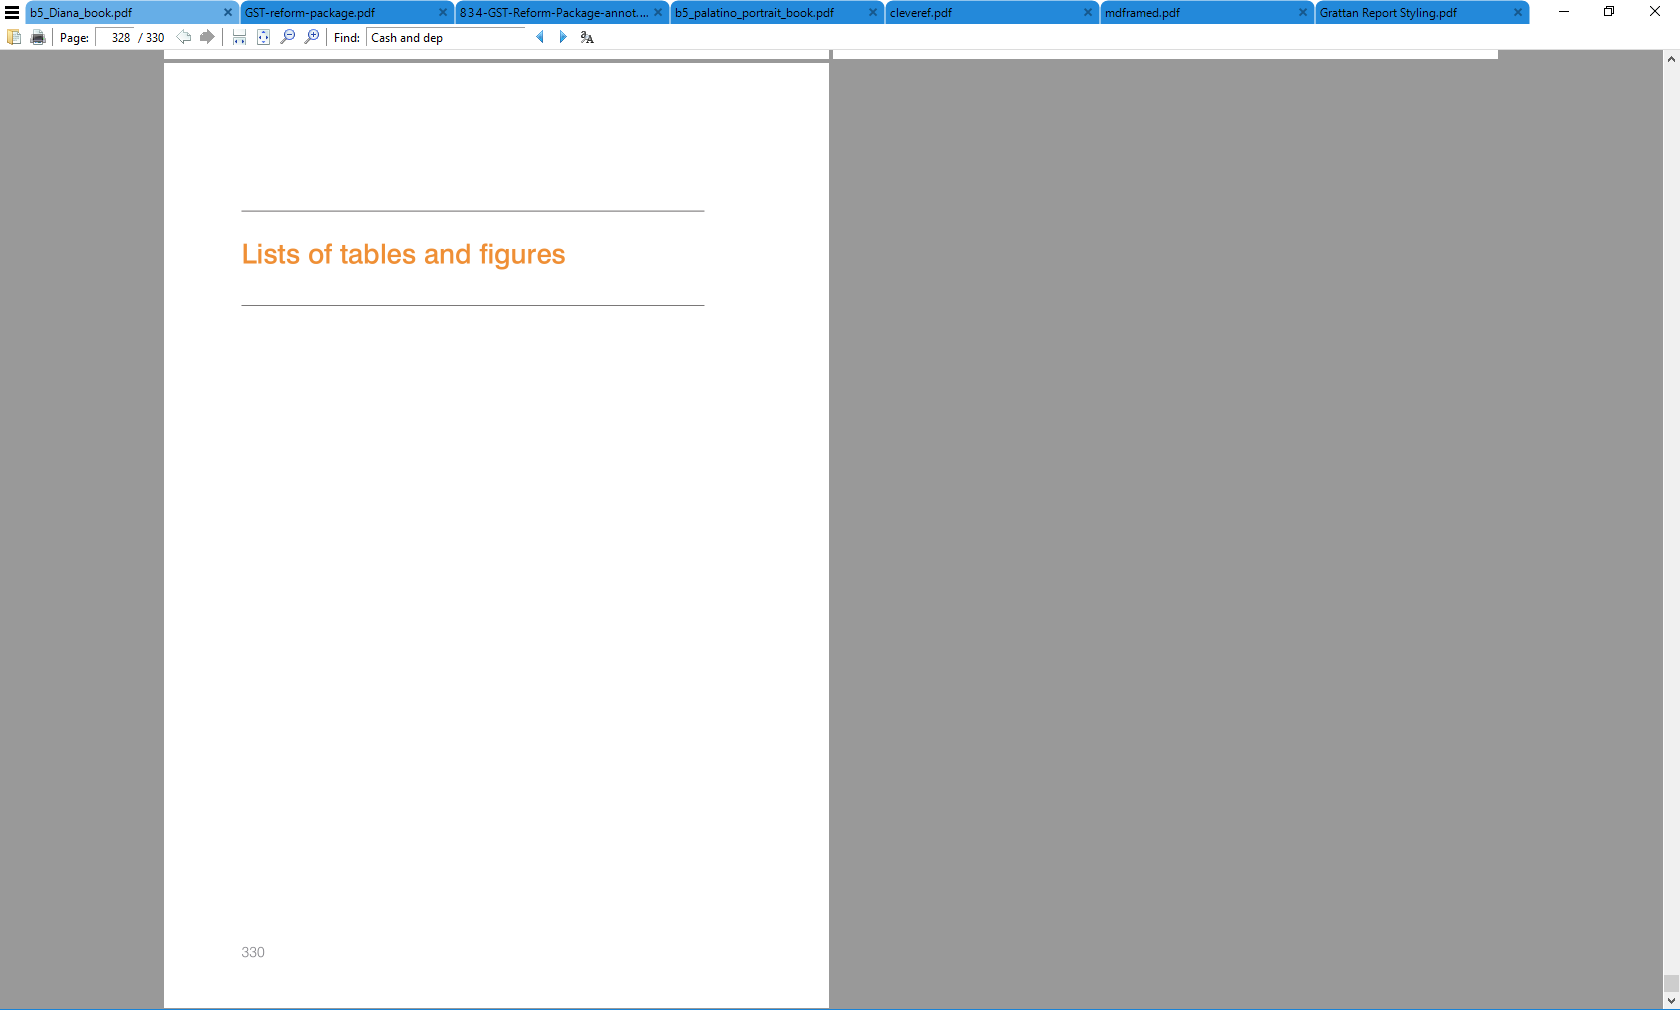 b5_Diana_book.pdf
GST-reform-package.pdf
834-GST-Reform-Package-annot....
b5_palatino_portrait_book.pdf
cleveref.pdf
mdframed.pdf
Grattan Report Styling.pdf
Page: 328 / 330
Find: Cash and dep
Lists of tables and figures
330